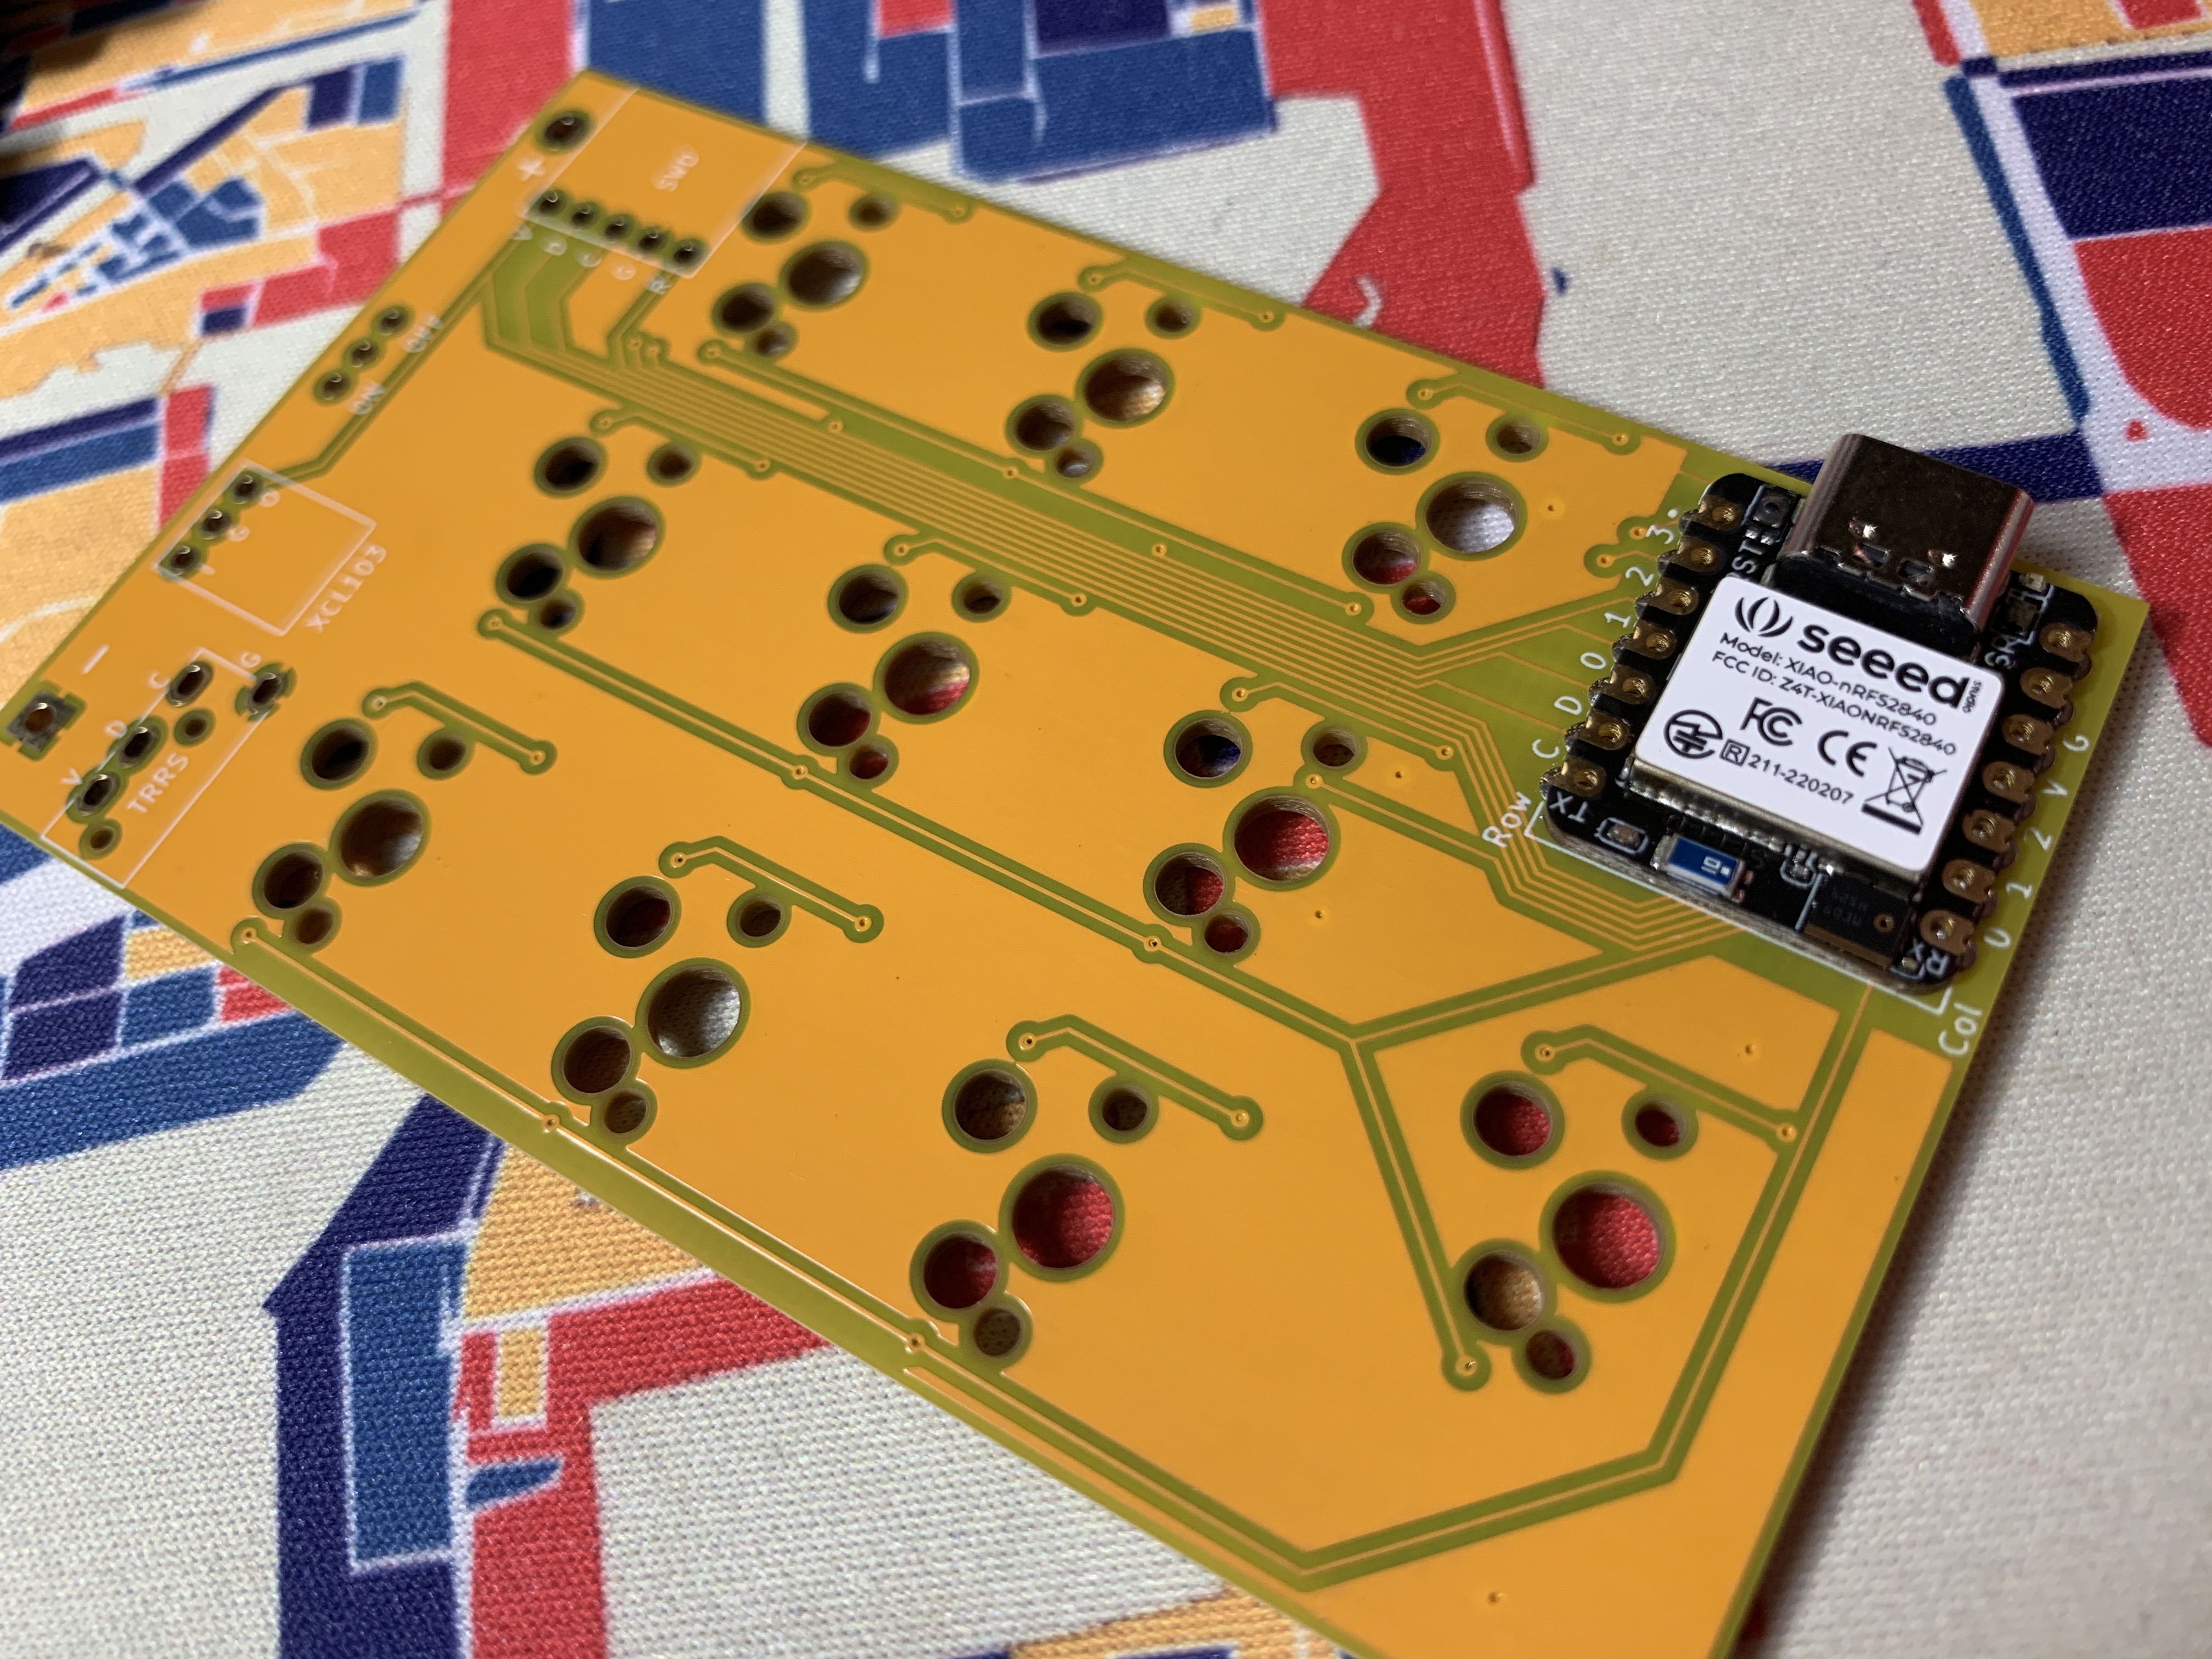 SWD
+
V
D
C
G
R
OFF
ON
O
G
V
XCL103
-
C
G
D
V
TRRS
3.
2
1
0
D
C
Row
TX
seeed
studio
Model: XIAO-nRF52840
FCC ID: Z4T-XIAONRF52840
FC CE
R 211-220207
G
V
2
1
0
RX
Col